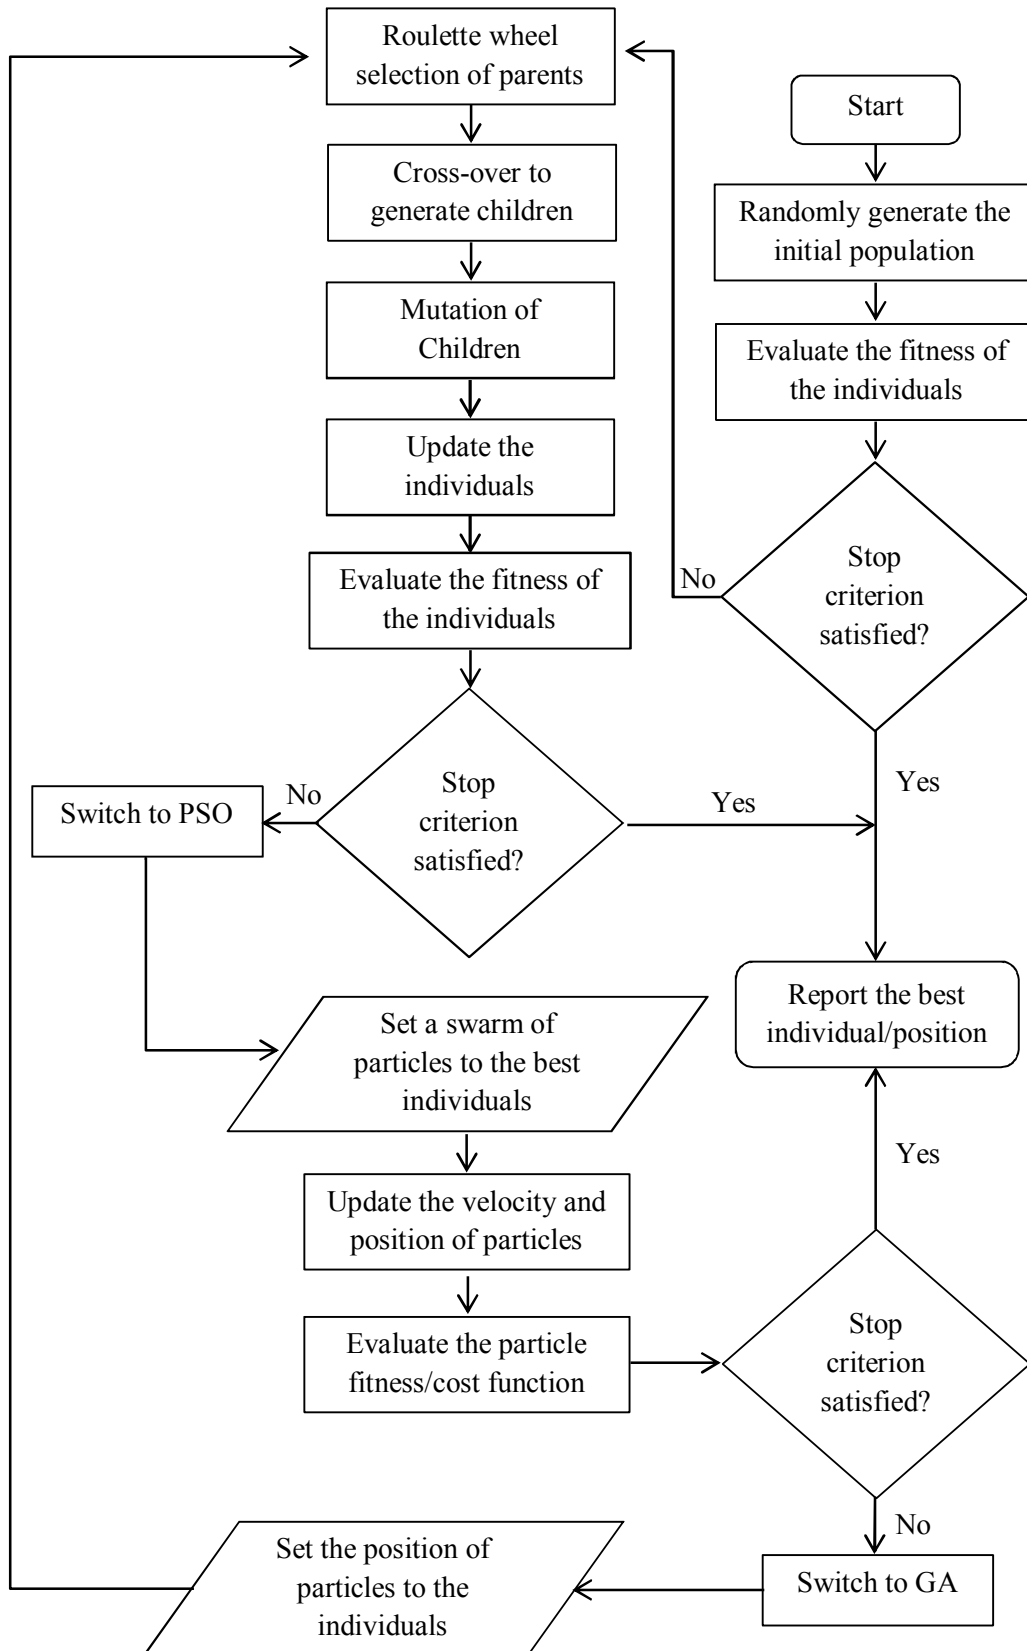 Roulette wheel
selection of parents
Start
Cross-over to
generate children
Randomly generate the
initial population
Mutation of
Children
Evaluate the fitness of
the individuals
Update the
individuals
Evaluate the fitness of
the individuals
No
Stop
criterion
satisfied?
Yes
Switch to PSO
No
Stop
criterion
satisfied?
Yes
Report the best
individual/position
Set a swarm of
particles to the best
individuals
Yes
Update the velocity and
position of particles
Evaluate the particle
fitness/cost function
Stop
criterion
satisfied?
No
Switch to GA
Set the position of
particles to the
individuals